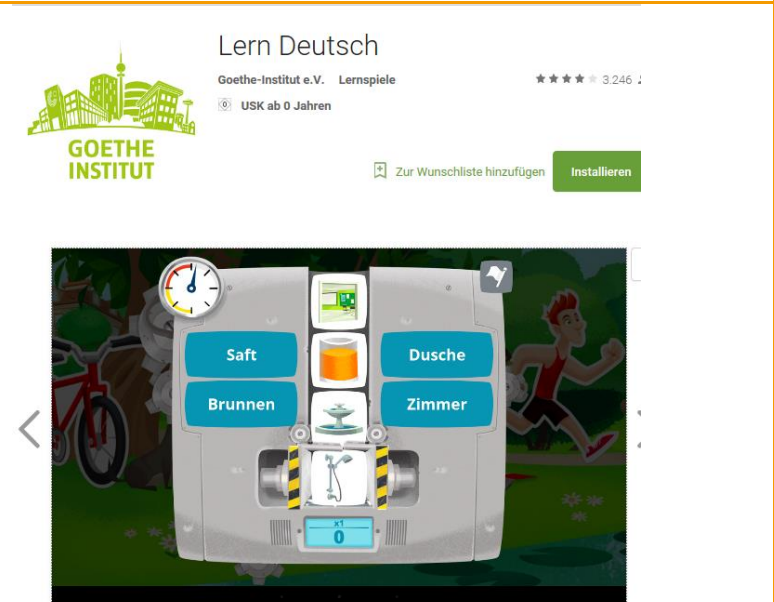 Lern Deutsch
Goethe-Institut e.V. Lernspiele
3.246
USK ab 0 Jahren
GOETHE
INSTITUT
Zur Wunschliste hinzufügen
Installieren
Saft
Dusche
Brunnen
Zimmer
x1
0